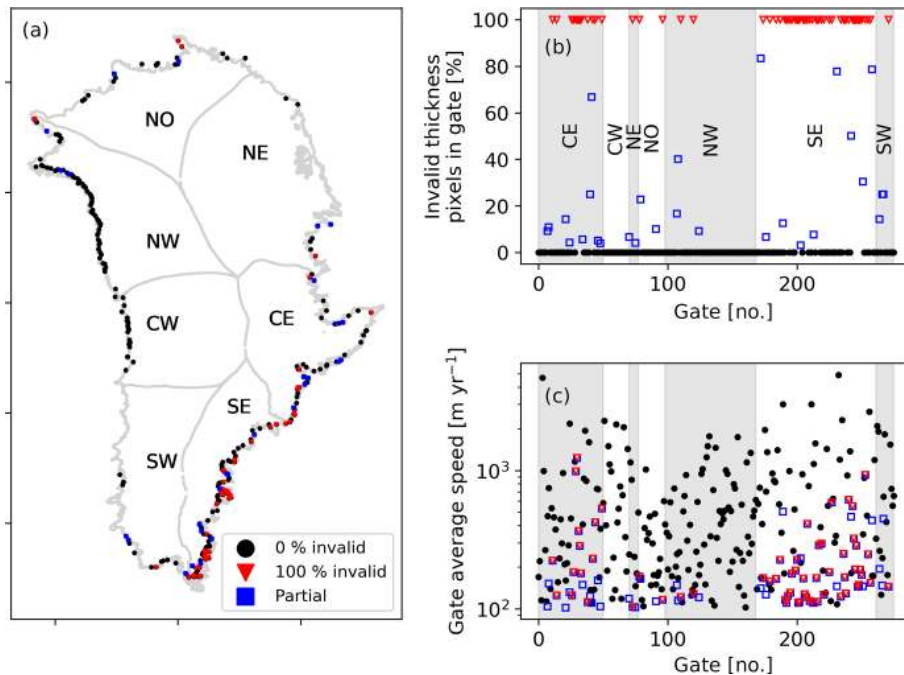 (a)
NO
NE
NW
CW
CE
SE
SW
0 % invalid
100 % invalid
Partial
Invalid thickness
pixels in gate [%]
100
80
60
40
20
0
(b)
CE
CW
NE
NO
NW
SE
SW
0
100
200
Gate [no.]
Gate average speed [m yr⁻¹]
10³
10²
(c)
0
100
200
Gate [no.]